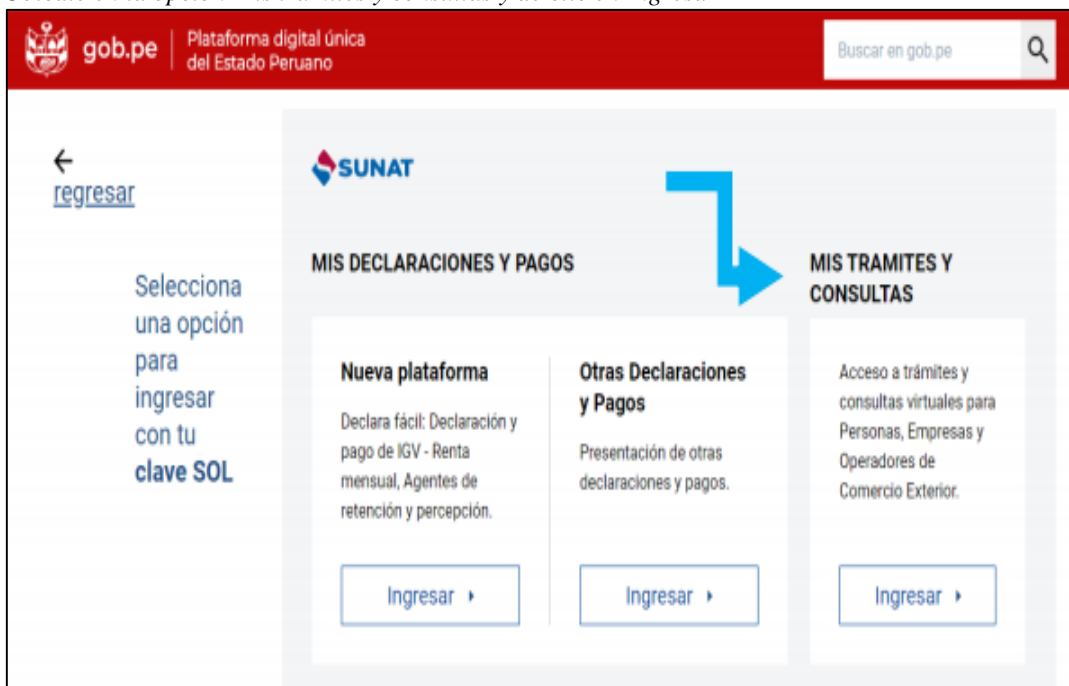 gob.pe
Plataforma digital única
del Estado Peruano
Buscar en gob.pe
←
regresar
Selecciona
una opción
para
ingresar
con tu
clave SOL
SUNAT
MIS DECLARACIONES Y PAGOS
Nueva plataforma
Declara fácil: Declaración y
pago de IGV - Renta
mensual, Agentes de
retención y percepción.
Ingresar
Otras Declaraciones
y Pagos
Presentación de otras
declaraciones y pagos.
Ingresar
MIS TRAMITES Y
CONSULTAS
Acceso a trámites y
consultas virtuales para
Personas, Empresas y
Operadores de
Comercio Exterior.
Ingresar